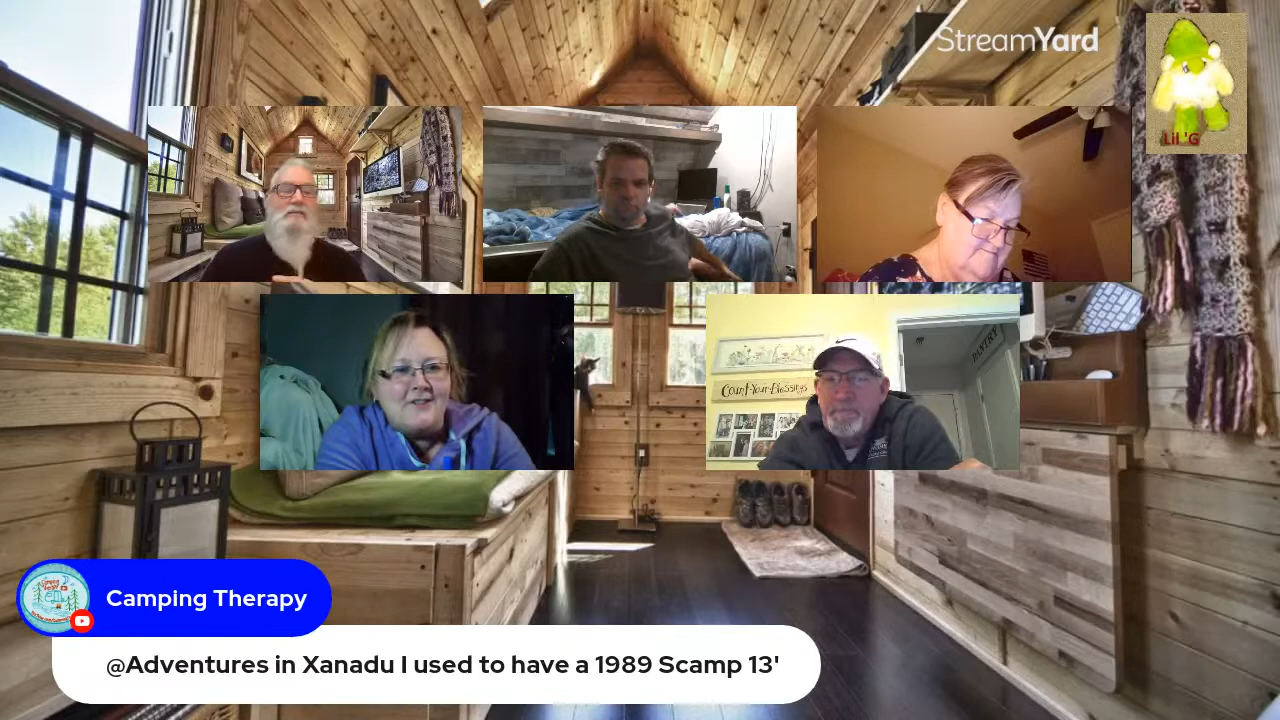 StreamYard
LiL 'G
Count Your Blessings
PANTRY
Camping Therapy
@Adventures in Xanadu I used to have a 1989 Scamp 13'